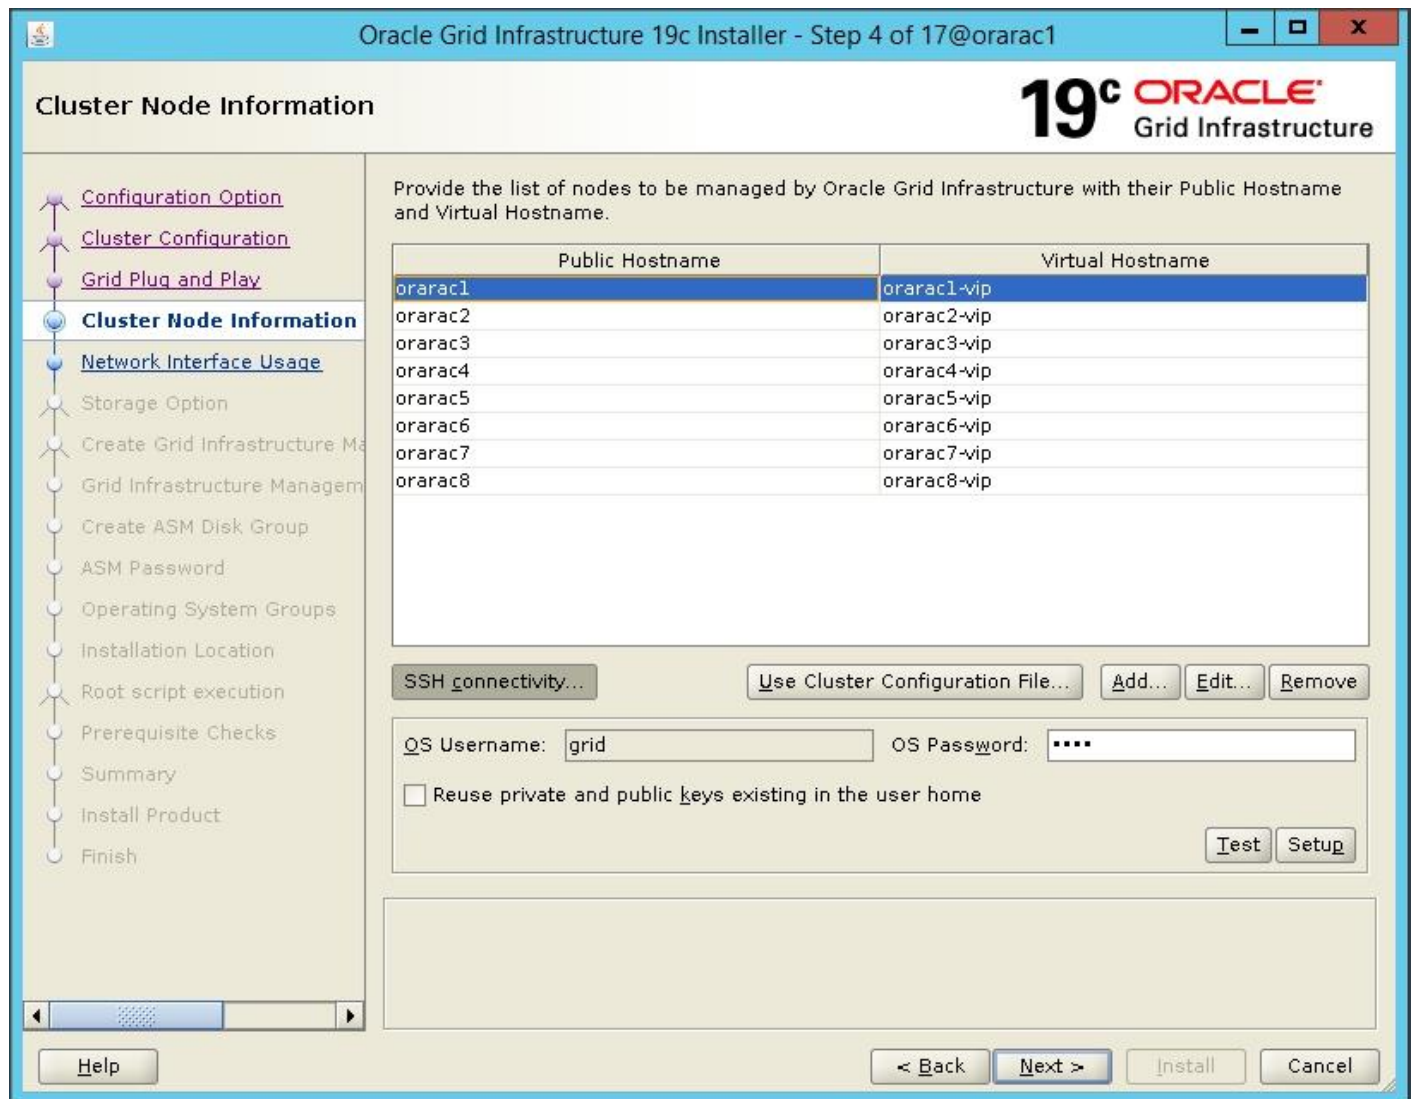 Oracle Grid Infrastructure 19c Installer - Step 4 of 17@orarac1
Cluster Node Information
19c ORACLE
Grid Infrastructure
Configuration Option
Cluster Configuration
Grid Plug and Play
Cluster Node Information
Network Interface Usage
Storage Option
Create Grid Infrastructure Ma
Grid Infrastructure Managem
Create ASM Disk Group
ASM Password
Operating System Groups
Installation Location
Root script execution
Prerequisite Checks
Summary
Install Product
Finish
Provide the list of nodes to be managed by Oracle Grid Infrastructure with their Public Hostname
and Virtual Hostname.
Public Hostname Virtual Hostname
orarac1 orarac1-vip
orarac2 orarac2-vip
orarac3 orarac3-vip
orarac4 orarac4-vip
orarac5 orarac5-vip
orarac6 orarac6-vip
orarac7 orarac7-vip
orarac8 orarac8-vip
SSH connectivity... Use Cluster Configuration File... Add... Edit... Remove
OS Username: grid OS Password: ••••
Reuse private and public keys existing in the user home
Test Setup
Help < Back Next > Install Cancel